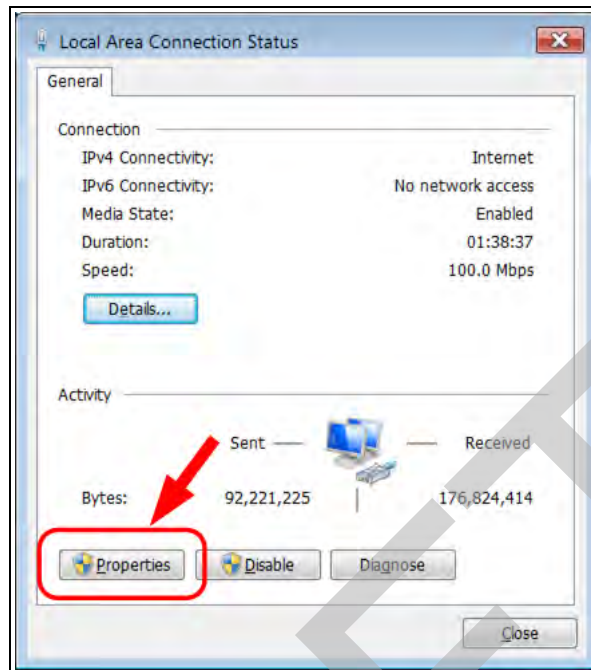 Local Area Connection Status
General
Connection
IPv4 Connectivity: Internet
IPv6 Connectivity: No network access
Media State: Enabled
Duration: 01:38:37
Speed: 100.0 Mbps
Details...
Activity
Sent Received
Bytes: 92,221,225 176,824,414
Properties Disable Diagnose
Close